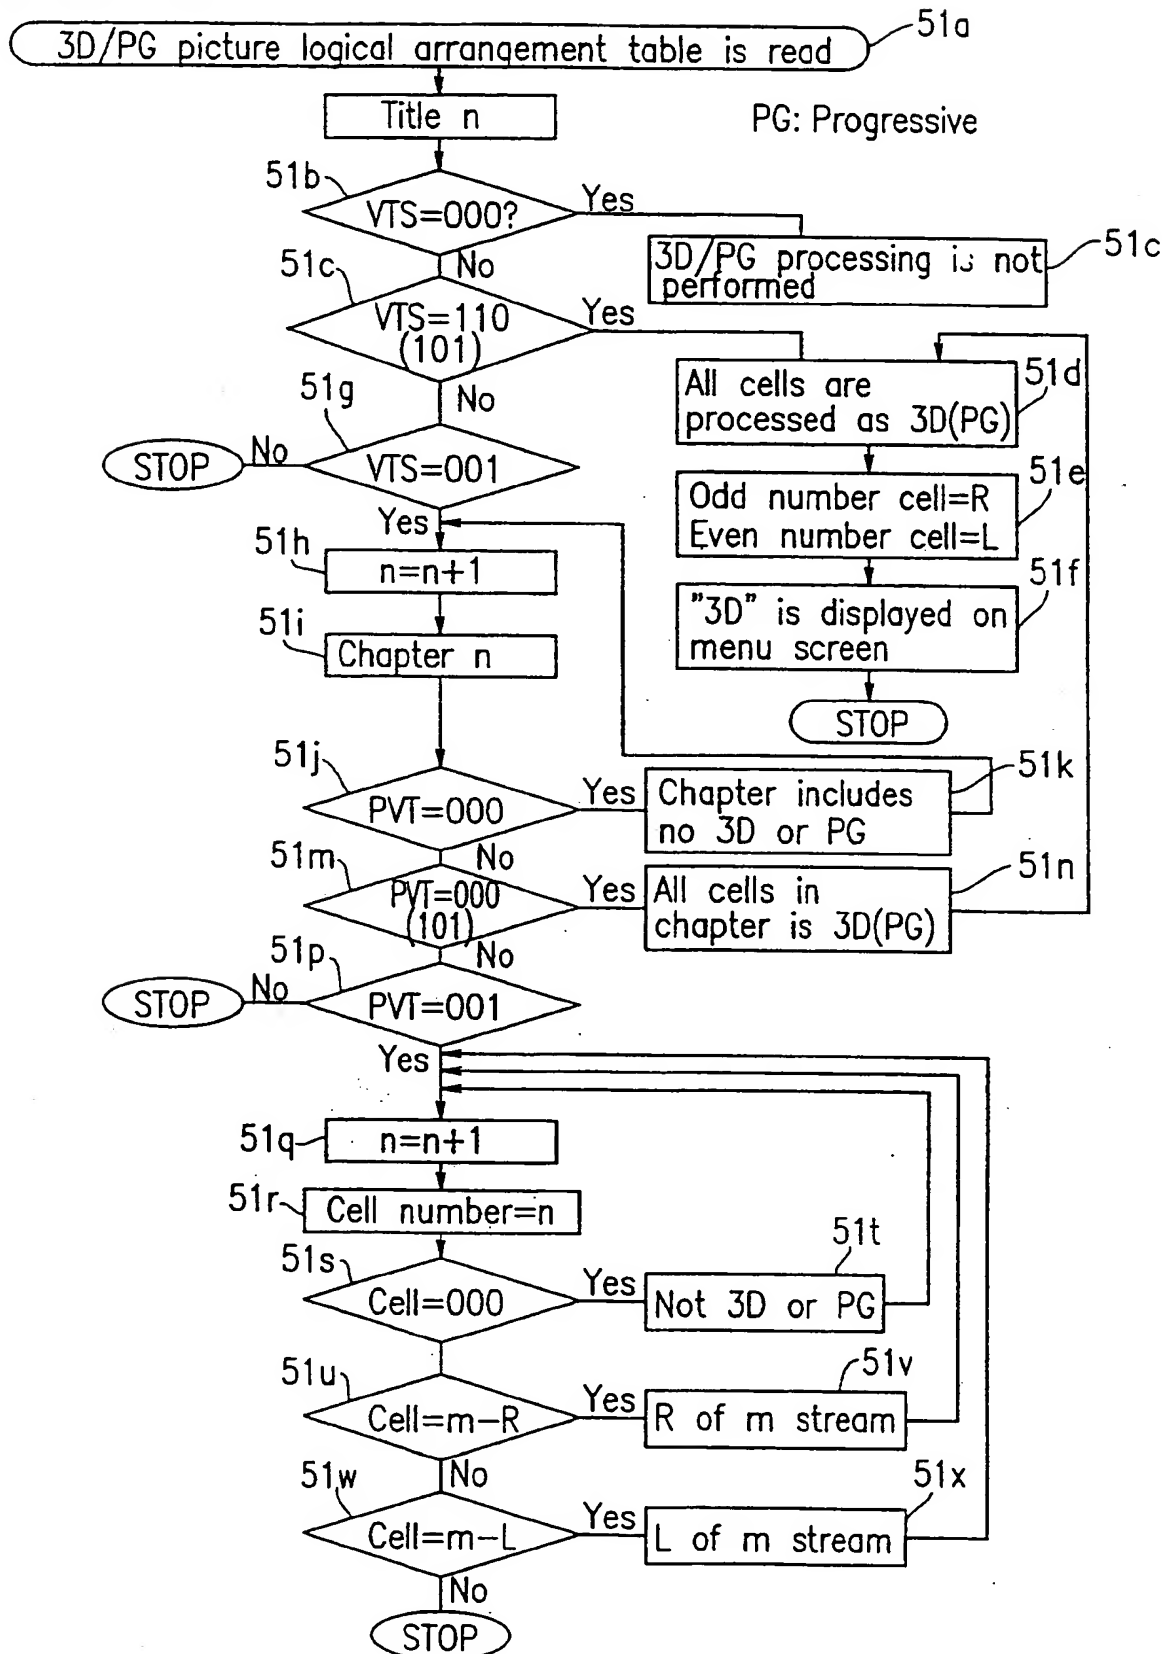 3D/PG picture logical arrangement table is read
51a
Title n
PG: Progressive
51b
VTS=000?
Yes
No
3D/PG processing is not
performed
51c
51c
VTS=110
(101)
Yes
No
All cells are
processed as 3D(PG)
51d
51g
VTS=001
No
STOP
Yes
Odd number cell=R
Even number cell=L
51e
51h
n=n+1
"3D" is displayed on
menu screen
51f
51i
Chapter n
STOP
51j
PVT=000
Yes
Chapter includes
no 3D or PG
51k
No
51m
PVT=000
(101)
Yes
All cells in
chapter is 3D(PG)
51n
No
51p
PVT=001
No
STOP
Yes
51q
n=n+1
51r
Cell number=n
51s
Cell=000
Yes
Not 3D or PG
51t
51u
Cell=m-R
Yes
R of m stream
51v
No
51w
Cell=m-L
Yes
L of m stream
51x
No
STOP